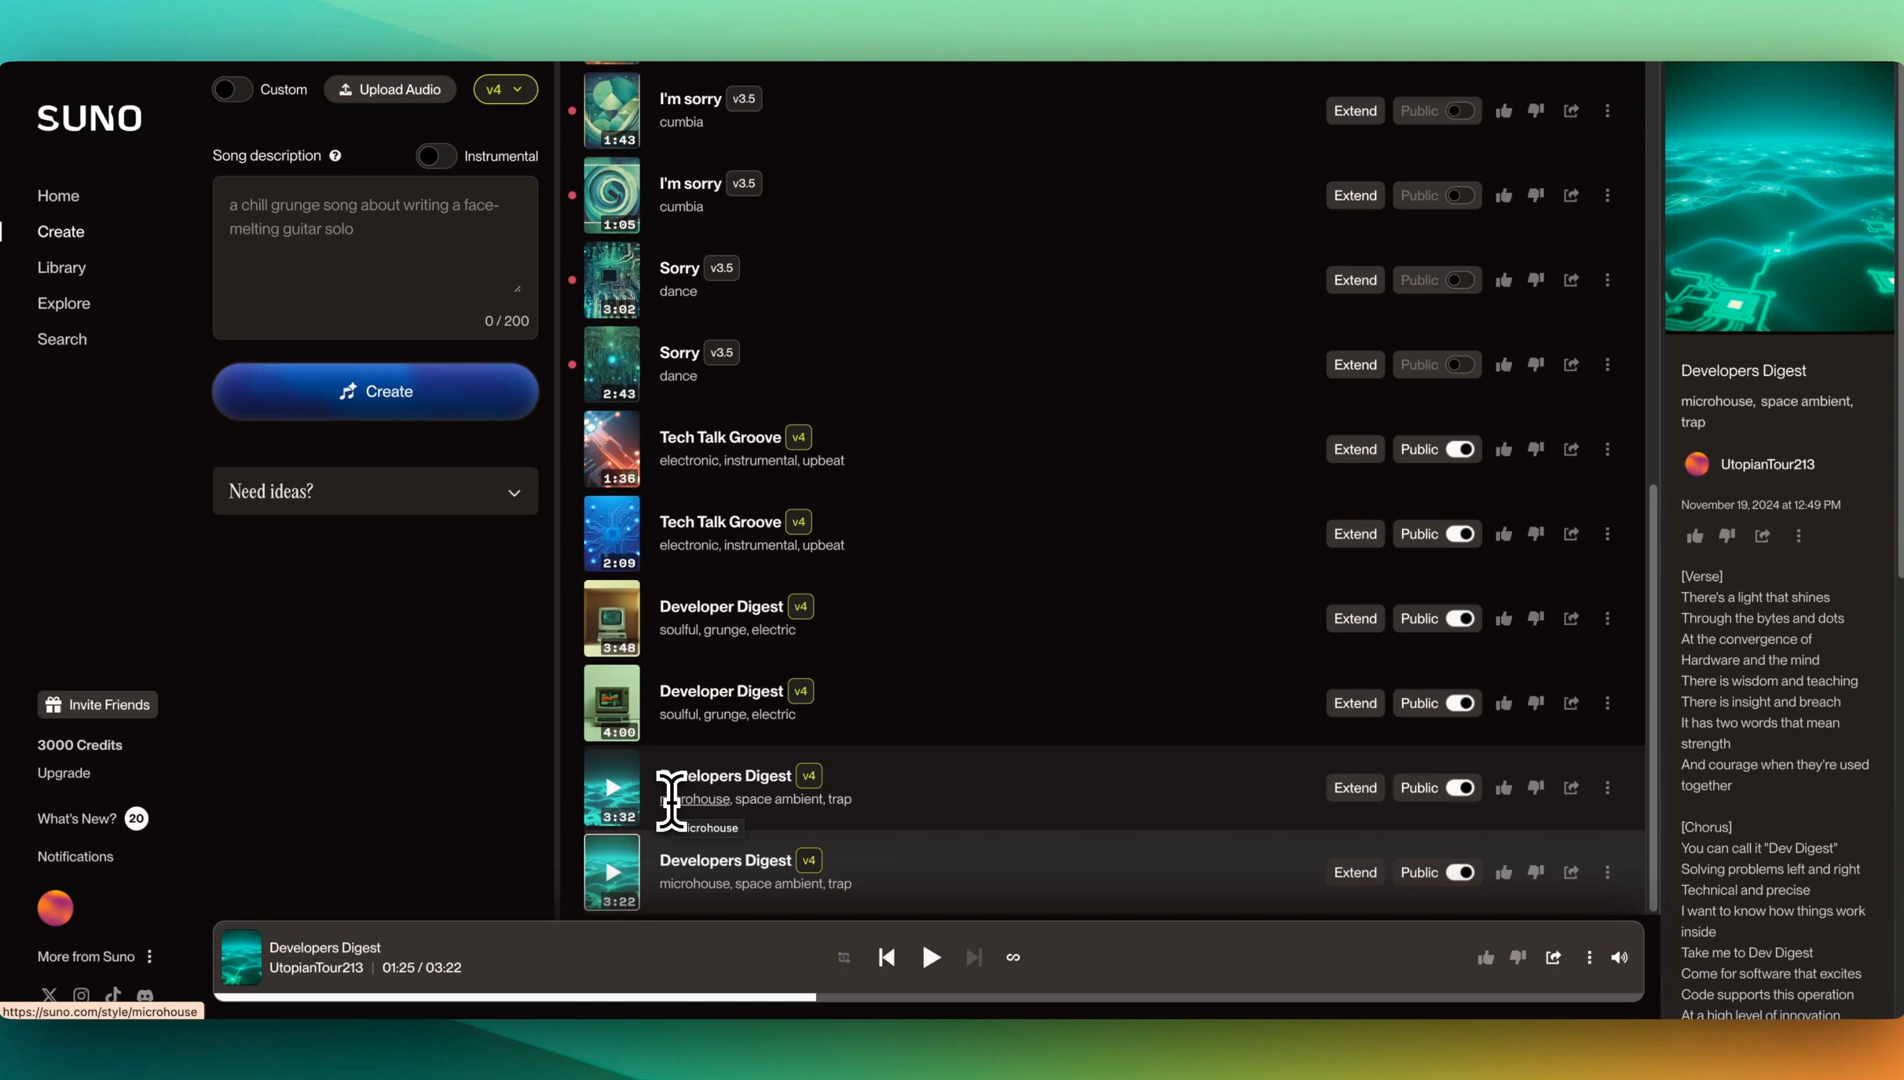 SUNO
Home
Create
Library
Explore
Search
Invite Friends
3000 Credits
Upgrade
What's New? 20
Notifications
More from Suno
https://suno.com/style/microhouse
Custom
Upload Audio
v4
Song description
Instrumental
a chill grunge song about writing a face-
melting guitar solo
0 / 200
Create
Need ideas?
I'm sorry v3.5
cumbia
1:43
Extend Public
I'm sorry v3.5
cumbia
1:05
Extend Public
Sorry v3.5
dance
3:02
Extend Public
Sorry v3.5
dance
2:43
Extend Public
Tech Talk Groove v4
electronic, instrumental, upbeat
1:36
Extend Public
Tech Talk Groove v4
electronic, instrumental, upbeat
2:09
Extend Public
Developer Digest v4
soulful, grunge, electric
3:48
Extend Public
Developer Digest v4
soulful, grunge, electric
4:00
Extend Public
Developers Digest v4
microhouse, space ambient, trap
3:32
microhouse
Extend Public
Developers Digest v4
microhouse, space ambient, trap
3:22
Extend Public
Developers Digest
UtopianTour213 | 01:25 / 03:22
Developers Digest
microhouse, space ambient,
trap
UtopianTour213
November 19, 2024 at 12:49 PM
[Verse]
There's a light that shines
Through the bytes and dots
At the convergence of
Hardware and the mind
There is wisdom and teaching
There is insight and breach
It has two words that mean
strength
And courage when they're used
together
[Chorus]
You can call it "Dev Digest"
Solving problems left and right
Technical and precise
I want to know how things work
inside
Take me to Dev Digest
Come for software that excites
Code supports this operation
At a high level of innovation